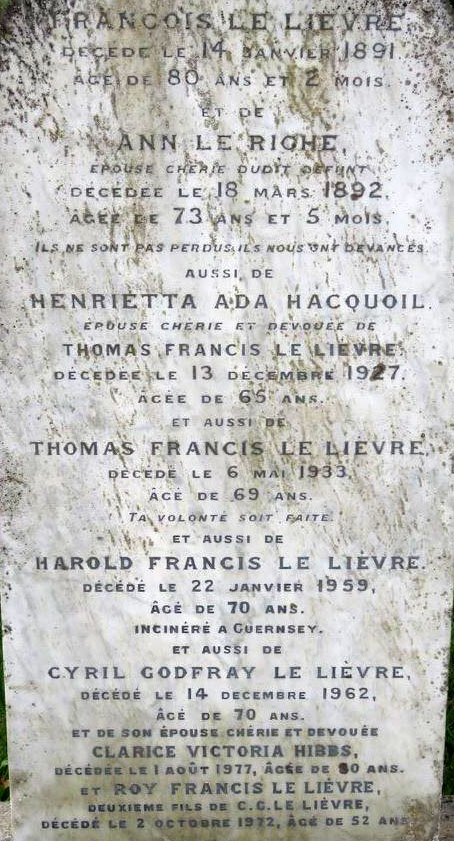 FRANCOIS LE LIEVRE.
DECEDE LE 14 JANVIER 1891.
AGE DE 80 ANS ET 2 MOIS.
ET DE
ANN LE RICHE,
EPOUSE CHERIE DUDIT DEFUNT
DECEDEE LE 18 MARS 1892,
AGEE DE 73 ANS ET 5 MOIS.
ILS NE SONT PAS PERDUS ILS NOUS ONT DEVANCES.
AUSSI DE
HENRIETTA ADA HACQUOIL.
EPOUSE CHERIE ET DEVOUEE DE
THOMAS FRANCIS LE LIEVRE.
DECEDEE LE 13 DECEMBRE 1927.
AGEE DE 65 ANS.
ET AUSSI DE
THOMAS FRANCIS LE LIEVRE,
DÉCÉDÉ LE 6 MAI 1933,
ÂGÉ DE 69 ANS.
TA VOLONTÉ SOIT FAITE.
ET AUSSI DE
HAROLD FRANCIS LE LIÈVRE.
DÉCÉDÉ LE 22 JANVIER 1959,
ÂGÉ DE 70 ANS.
INCINÉRÉ A GUERNSEY.
ET AUSSI DE
CYRIL GODFRAY LE LIÈVRE,
DÉCÉDÉ LE 14 DECEMBRE 1962,
ÂGÉ DE 70 ANS.
ET DE SON ÉPOUSE CHÉRIE ET DEVOUÉE
CLARICE VICTORIA HIBBS,
DÉCÉDÉE LE 1 AOÛT 1977, ÂGÉE DE 80 ANS.
ET ROY FRANCIS LE LIÈVRE,
DEUXIEME FILS DE C.G. LE LIÈVRE,
DÉCÉDÉ LE 2 OCTOBRE 1972, ÂGÉ DE 52 ANS